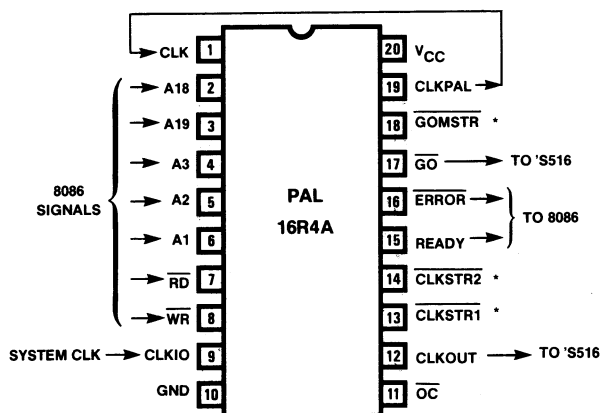 CLK 1 20 VCC
A18 2 19 CLKPAL
A19 3 18 GOMSTR *
A3 4 17 GO TO 'S516
8086 SIGNALS
A2 5 PAL 16 ERROR
TO 8086
A1 6 16R4A 15 READY
RD 7 14 CLKSTR2 *
WR 8 13 CLKSTR1 *
SYSTEM CLK CLKIO 9 12 CLKOUT TO 'S516
GND 10 11 OC